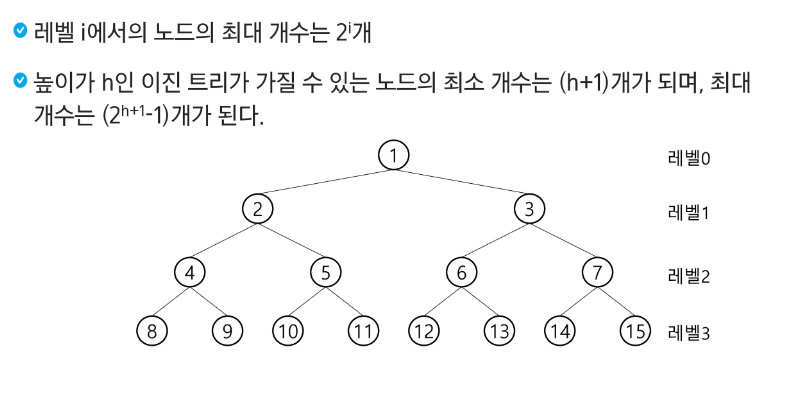 레벨 i에서의 노드의 최대 개수는 2ⁱ개
높이가 h인 이진 트리가 가질 수 있는 노드의 최소 개수는 (h+1)개가 되며, 최대
개수는 (2ʰ⁺¹-1)개가 된다.
1 레벨0
2 3 레벨1
4 5 6 7 레벨2
8 9 10 11 12 13 14 15 레벨3